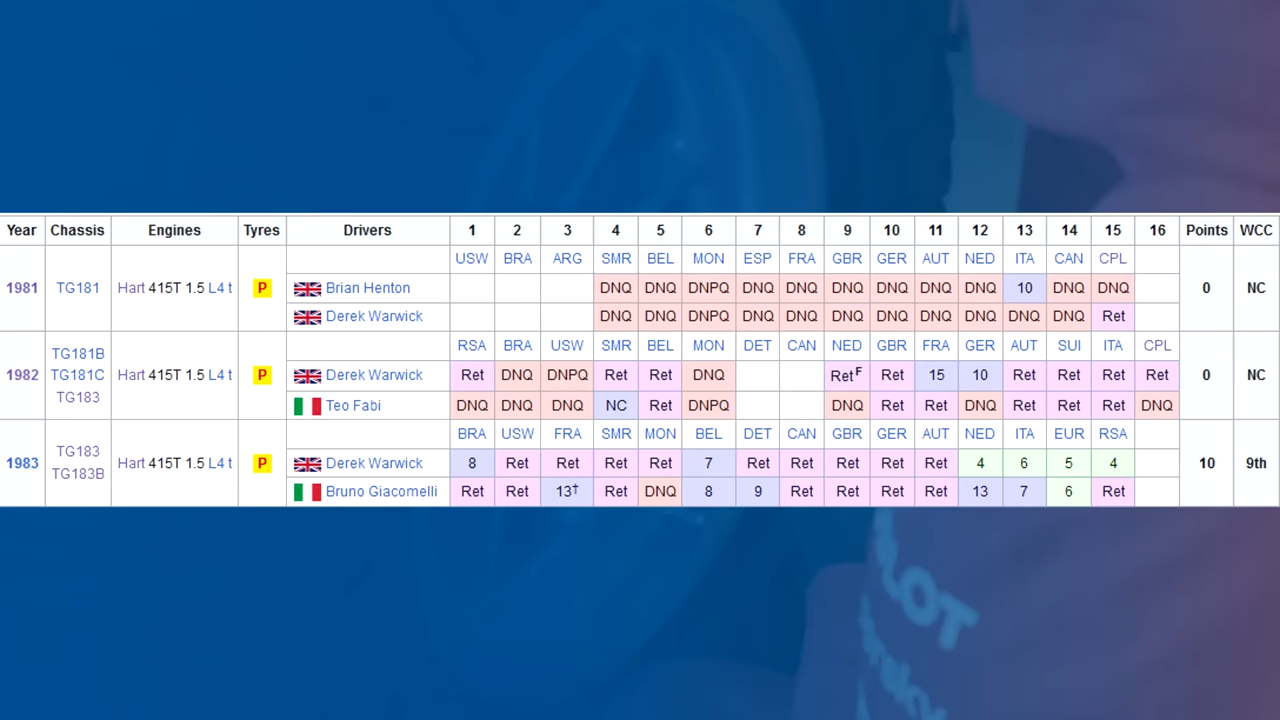 Year Chassis Engines Tyres Drivers 1 2 3 4 5 6 7 8 9 10 11 12 13 14 15 16 Points WCC
1981 TG181 Hart 415T 1.5 L4 t P USW BRA ARG SMR BEL MON ESP FRA GBR GER AUT NED ITA CAN CPL 0 NC
Brian Henton DNQ DNQ DNPQ DNQ DNQ DNQ DNQ DNQ DNQ 10 DNQ DNQ
Derek Warwick DNQ DNQ DNPQ DNQ DNQ DNQ DNQ DNQ DNQ DNQ DNQ Ret
1982 TG181B TG181C TG183 Hart 415T 1.5 L4 t P RSA BRA USW SMR BEL MON DET CAN NED GBR FRA GER AUT SUI ITA CPL 0 NC
Derek Warwick Ret DNQ DNPQ Ret Ret DNQ RetF Ret 15 10 Ret Ret Ret Ret
Teo Fabi DNQ DNQ DNQ NC Ret DNPQ DNQ Ret Ret DNQ Ret Ret Ret DNQ
1983 TG183 TG183B Hart 415T 1.5 L4 t P BRA USW FRA SMR MON BEL DET CAN GBR GER AUT NED ITA EUR RSA 10 9th
Derek Warwick 8 Ret Ret Ret Ret 7 Ret Ret Ret Ret Ret 4 6 5 4
Bruno Giacomelli Ret Ret 13† Ret DNQ 8 9 Ret Ret Ret Ret 13 7 6 Ret